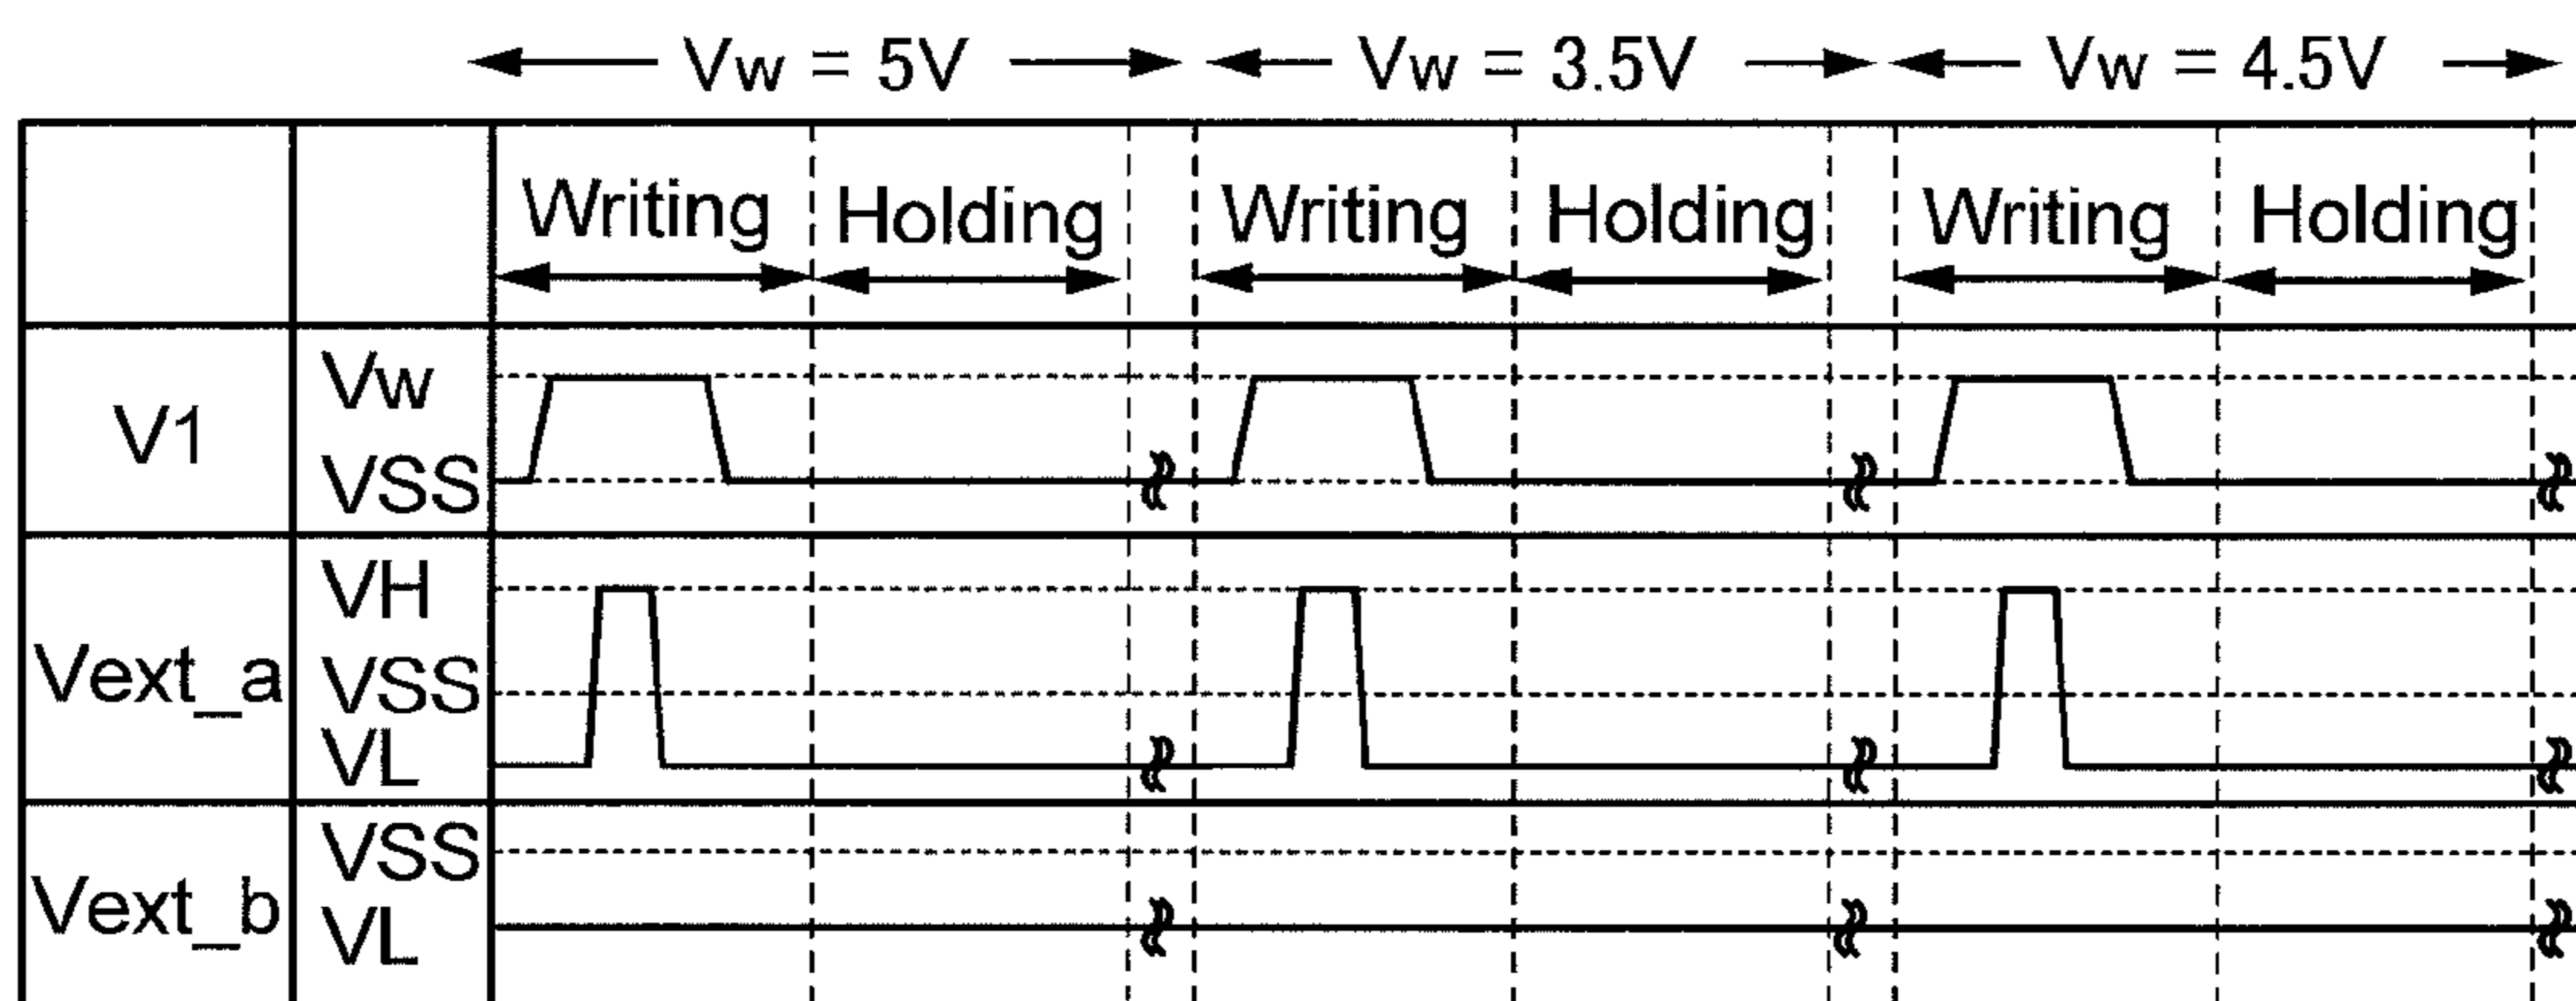 Vw = 5V Vw = 3.5V Vw = 4.5V
Writing Holding Writing Holding Writing Holding
V1 Vw
VSS
Vext_a VH
VSS
VL
Vext_b VSS
VL